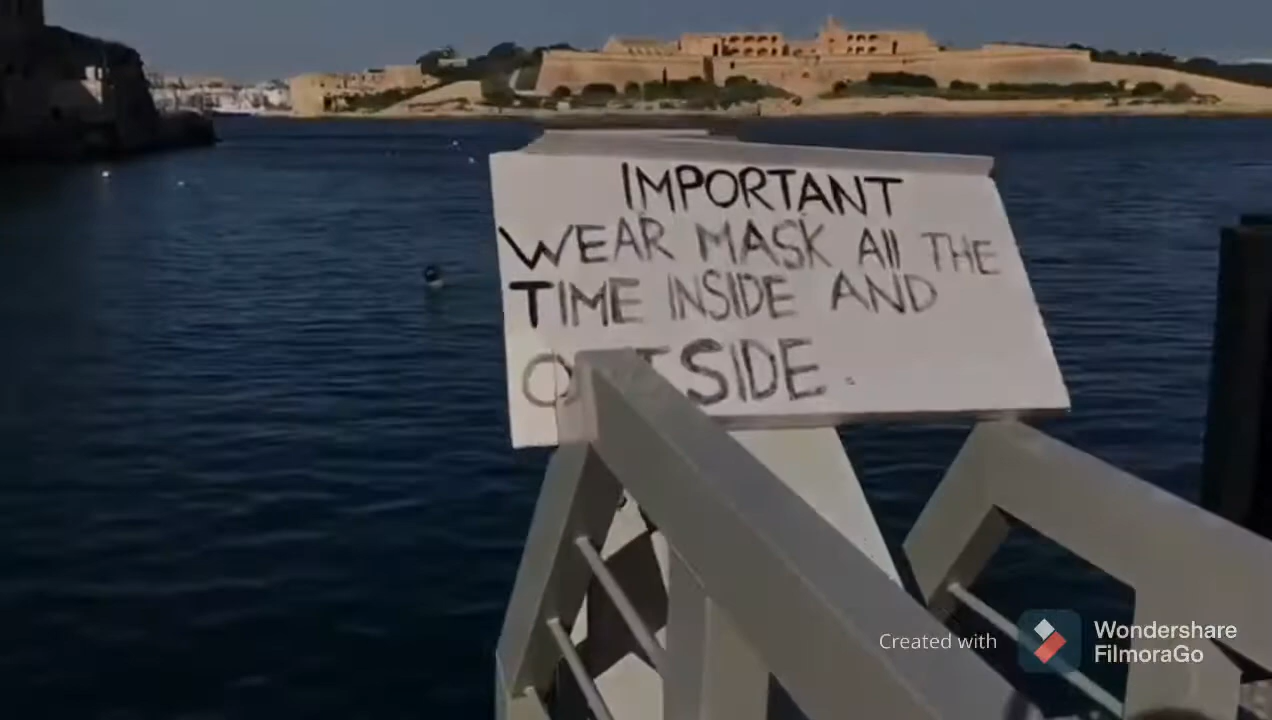 IMPORTANT
WEAR MASK All THE
TIME INSIDE AND
OUTSIDE.
Created with
Wondershare
FilmoraGo